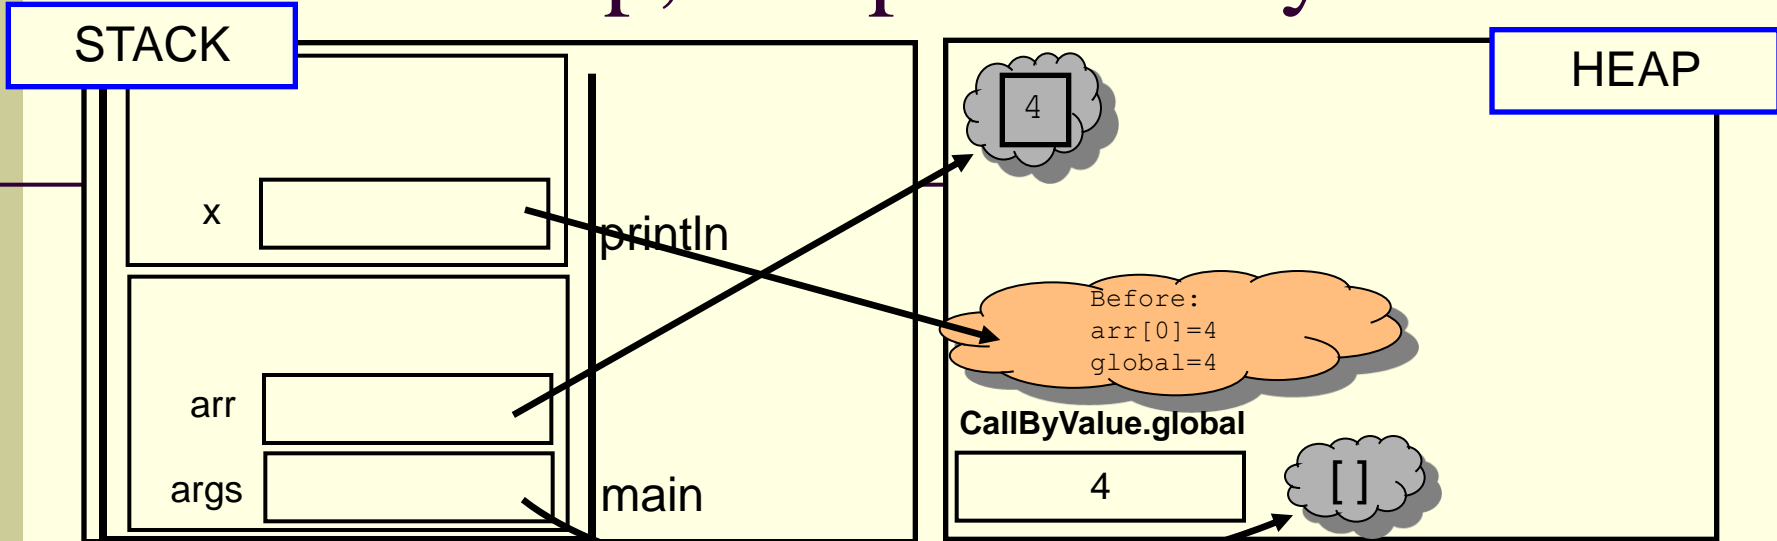 STACK
HEAP
4
x
println
Before:
arr[0]=4
global=4
arr
CallByValue.global
args
main
4
[]